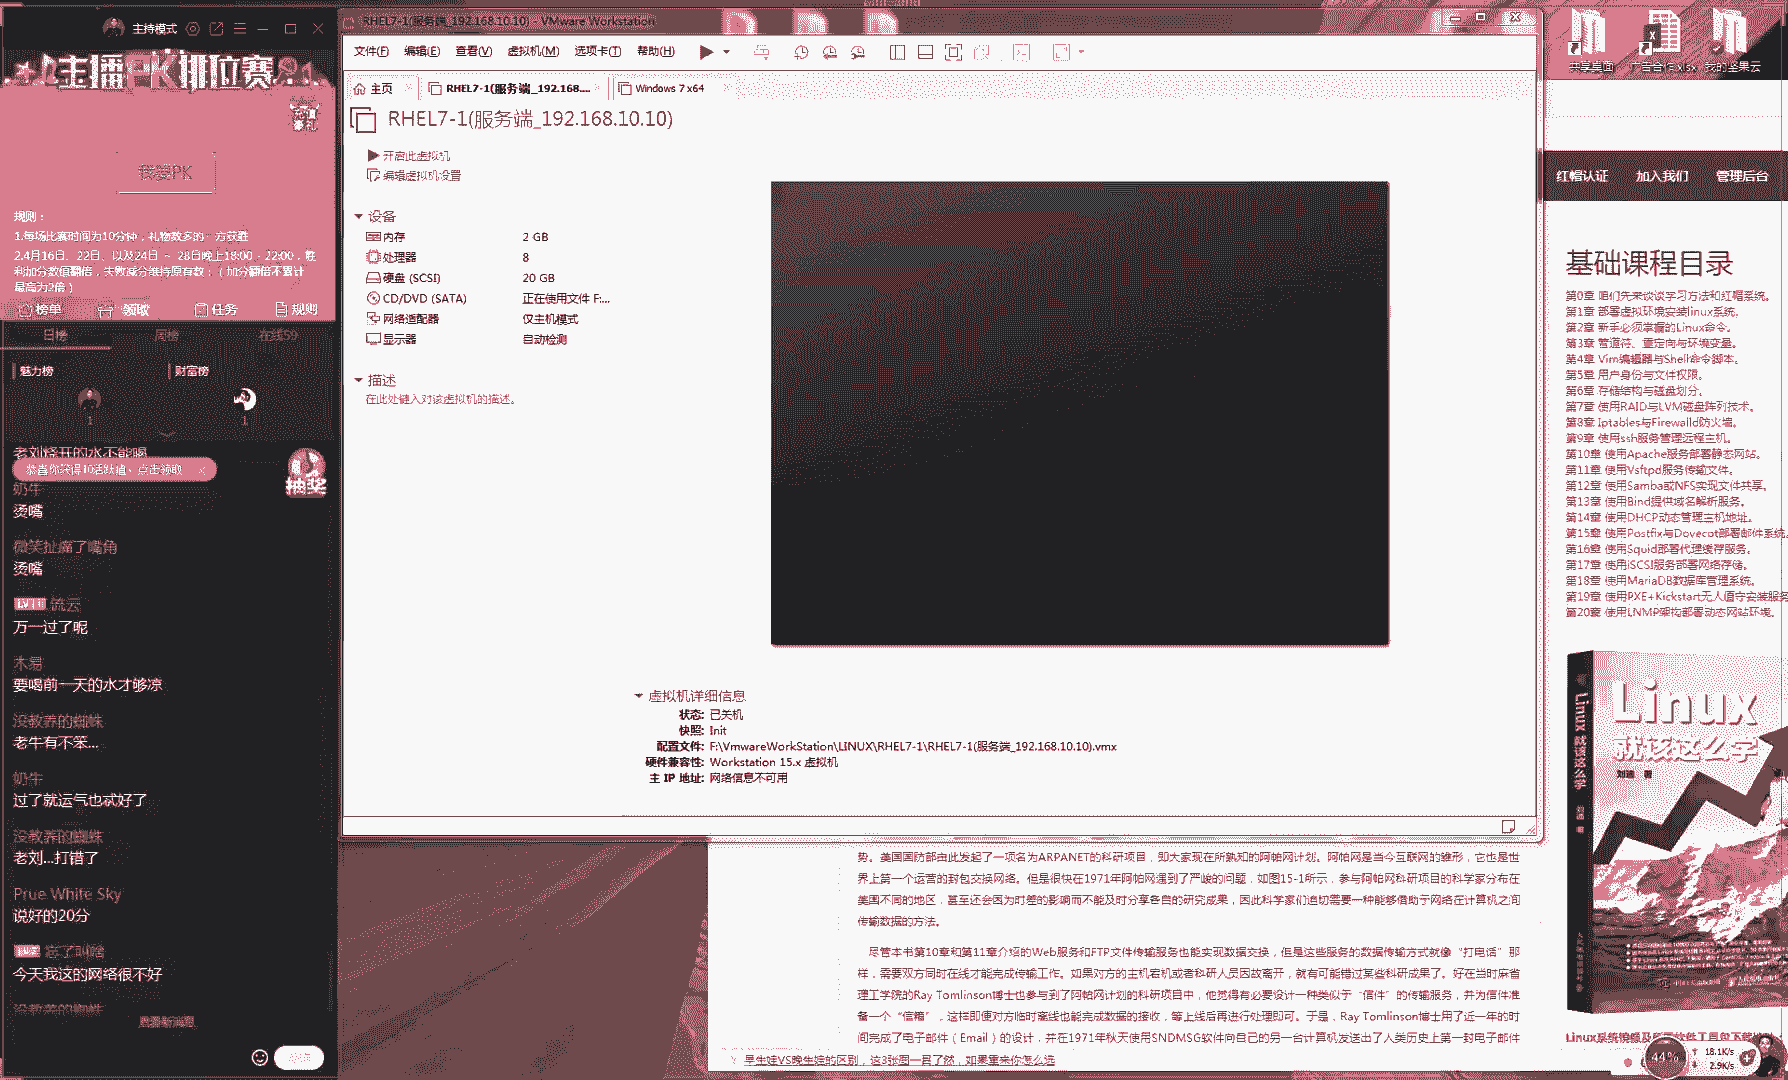 主持模式
主播PK排位赛
我要PK
规则：
1.每场比赛时间为10分钟，礼物数多的一方获胜
2.4月16日、22日、以及24日 ~ 28日晚上18:00 - 22:00，胜
利加分数值翻倍，失败减分维持原有数；（加分翻倍不累计
最高为2倍）
榜单
领取
任务
规则
日榜
周榜
在线59
魅力榜
财富榜
1
1
老刘烧开的水不能喝
恭喜你获得10活跃值、点击领取
抽奖
奶牛
烫嘴
微笑扯痛了嘴角
烫嘴
流云
万一过了呢
木易
要喝前一天的水才够凉
没教养的蜘蛛
老牛有不笨...
奶牛
过了就运气也忒好了
没教养的蜘蛛
老刘...打错了
Prue White Sky
说好的20分
忘了叫啥
今天我这的网络很不好
没教养的蜘蛛
RHEL7-1(服务端_192.168.10.10) - VMware Workstation
文件(F) 编辑(E) 查看(V) 虚拟机(M) 选项卡(T) 帮助(H)
主页
RHEL7-1(服务端_192.168....
Windows 7 x64
RHEL7-1(服务端_192.168.10.10)
开启此虚拟机
编辑虚拟机设置
设备
内存 2 GB
处理器 8
硬盘 (SCSI) 20 GB
CD/DVD (SATA) 正在使用文件 F:...
网络适配器 仅主机模式
显示器 自动检测
描述
在此处键入对该虚拟机的描述。
虚拟机详细信息
状态: 已关机
快照: Init
配置文件: F:\VmwareWorkStation\LINUX\RHEL7-1\RHEL7-1(服务端_192.168.10.10).vmx
硬件兼容性: Workstation 15.x 虚拟机
主 IP 地址: 网络信息不可用
势。美国国防部由此发起了一项名为ARPANET的科研项目，即大家现在所熟知的阿帕网计划。阿帕网是当今互联网的雏形，它也是世
界上第一个运营的封包交换网络。但是很快在1971年阿帕网遇到了严峻的问题，如图15-1所示，参与阿帕网科研项目的科学家分布在
美国不同的地区，甚至还会因为时差的影响而不能及时分享各自的研究成果，因此科学家们迫切需要一种能够借助于网络在计算机之间
传输数据的方法。
尽管本书第10章和第11章介绍的Web服务和FTP文件传输服务也能实现数据交换，但是这些服务的数据传输方式就像“打电话”那
样，需要双方同时在线才能完成传输工作。如果对方的主机宕机或者科研人员因故离开，就有可能错过某些科研成果了。好在当时麻省
理工学院的Ray Tomlinson博士也参与到了阿帕网计划的科研项目中，他觉得有必要设计一种类似于“信件”的传输服务，并为信件准
备一个“信箱”，这样即便对方临时离线也能完成数据的接收，等上线后再进行处理即可。于是，Ray Tomlinson博士用了近一年的时
间完成了电子邮件（Email）的设计，并在1971年秋天使用SNDMSG软件向自己的另一台计算机发送出了人类历史上第一封电子邮件
早生娃VS晚生娃的区别，这3张图一目了然，如果重来你怎么选
共享桌面
我的坚果云
红帽认证 加入我们 管理后台
基础课程目录
第0章 咱们先来谈谈学习方法和红帽系统。
第1章 部署虚拟环境安装linux系统。
第2章 新手必须掌握的Linux命令。
第3章 管道符、重定向与环境变量。
第4章 Vim编辑器与Shell命令脚本。
第5章 用户身份与文件权限。
第6章 存储结构与磁盘划分。
第7章 使用RAID与LVM磁盘阵列技术。
第8章 Iptables与Firewalld防火墙。
第9章 使用ssh服务管理远程主机。
第10章 使用Apache服务部署静态网站。
第11章 使用Vsftpd服务传输文件。
第12章 使用Samba或NFS实现文件共享。
第13章 使用Bind提供域名解析服务。
第14章 使用DHCP动态管理主机地址。
第15章 使用Postfix与Dovecot部署邮件系统。
第16章 使用Squid部署代理缓存服务。
第17章 使用iSCSI服务部署网络存储。
第18章 使用MariaDB数据库管理系统。
第19章 使用PXE+Kickstart无人值守安装服务
第20章 使用LNMP架构部署动态网站环境。
Linux
就该这么学
刘遄 著
Linux 就该这么学
44%
18.1K/s
2.9K/s